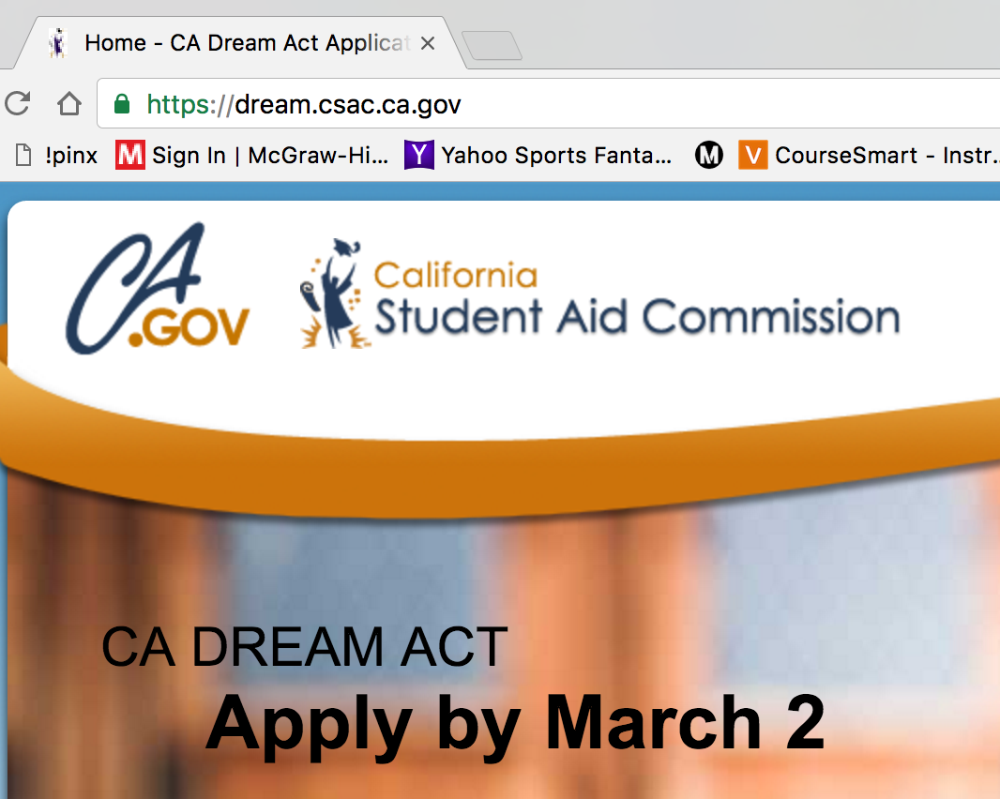 Home - CA Dream Act Applicat
https://dream.csac.ca.gov
!pinx M Sign In | McGraw-Hi... Y Yahoo Sports Fanta... M V CourseSmart - Instr..
CA
.GOV
California
Student Aid Commission
CA DREAM ACT
Apply by March 2